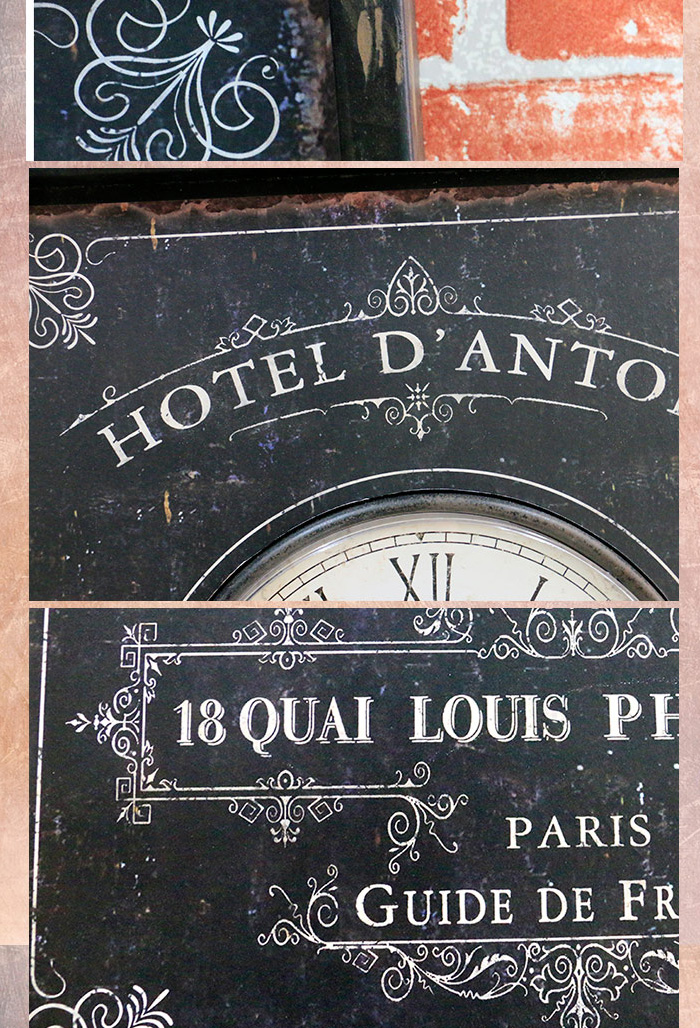 HOTEL D'ANTO
XII
I
18 QUAI LOUIS PH
PARIS
GUIDE DE FR